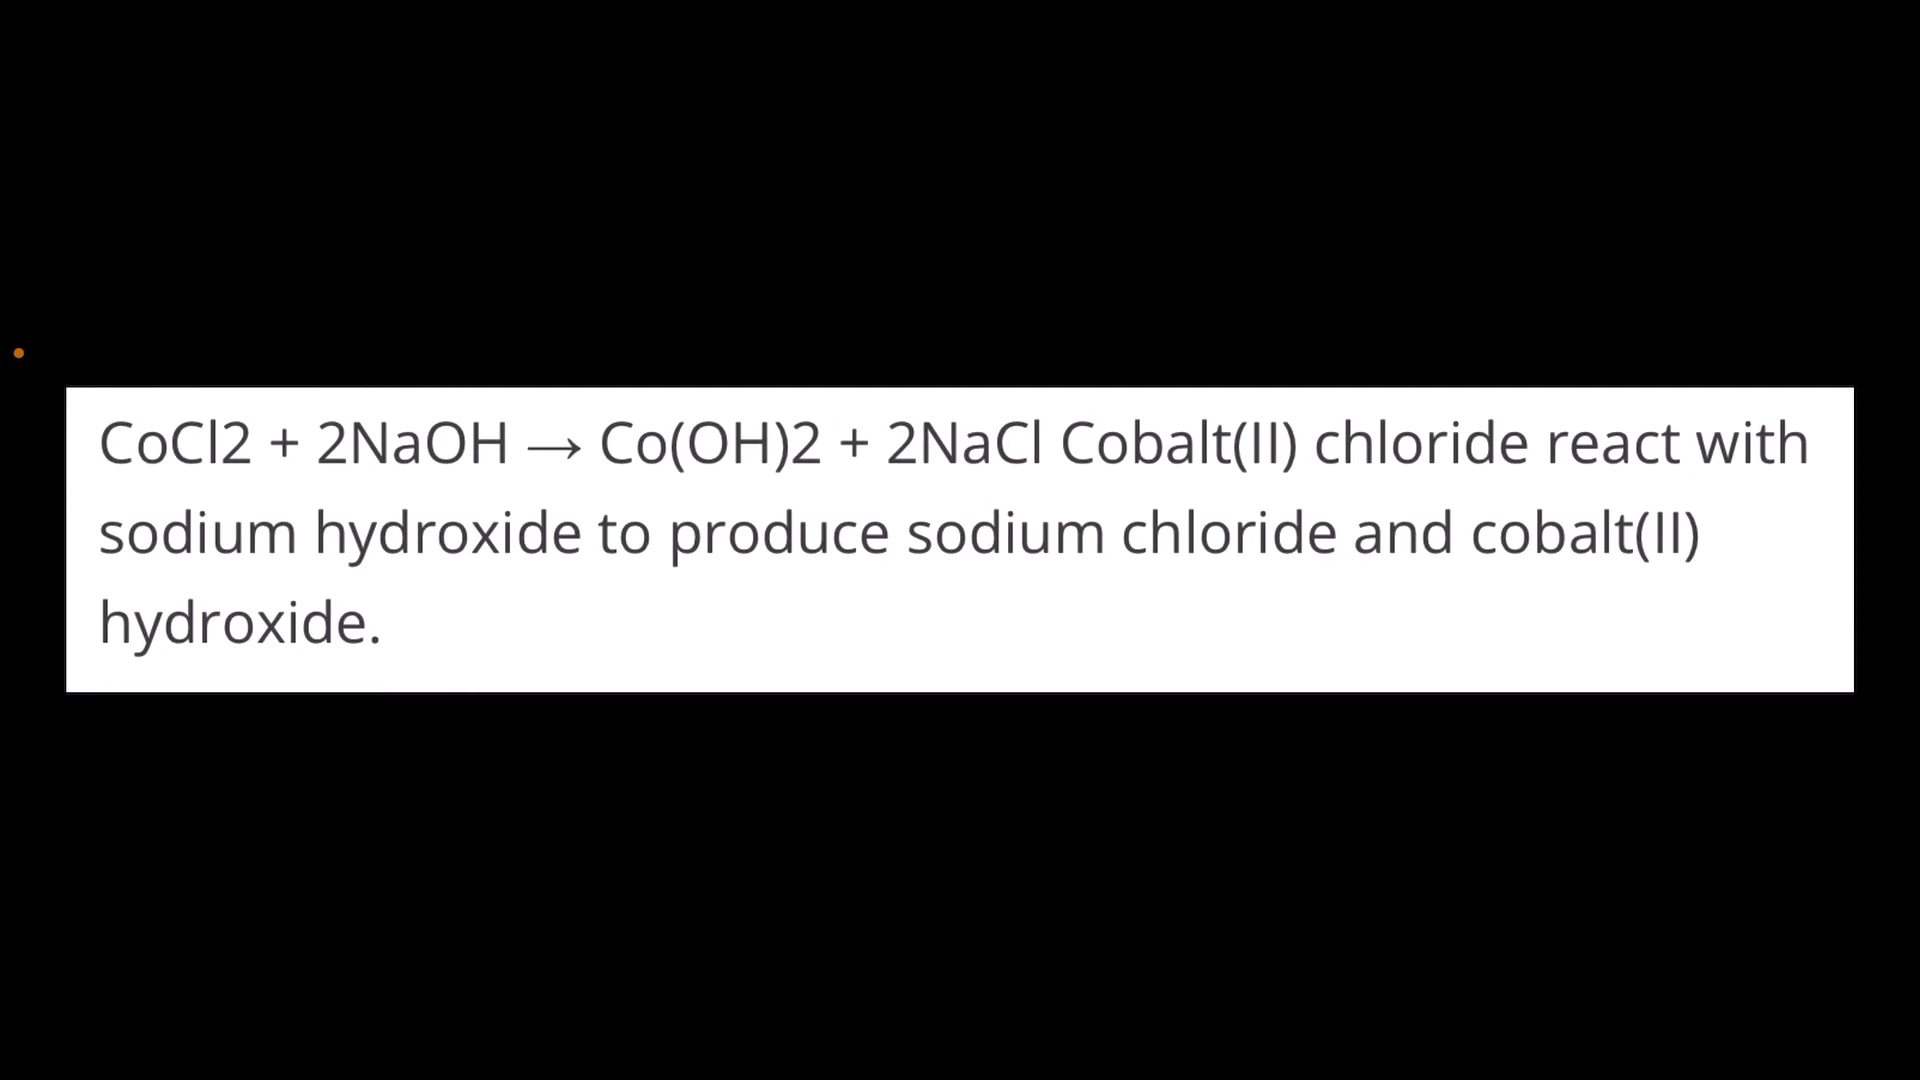 CoCl2 + 2NaOH → Co(OH)2 + 2NaCl Cobalt(II) chloride react with
sodium hydroxide to produce sodium chloride and cobalt(II)
hydroxide.